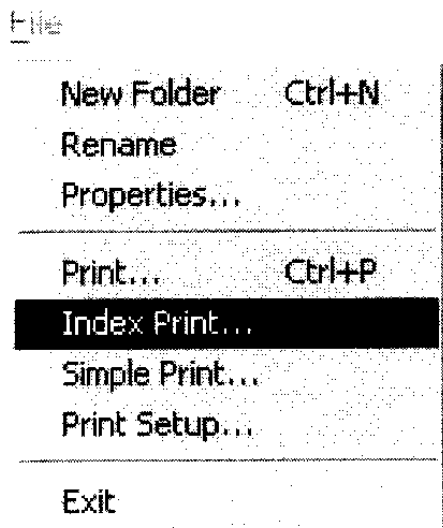 File
New Folder Ctrl+N
Rename
Properties...
Print... Ctrl+P
Index Print...
Simple Print...
Print Setup...
Exit